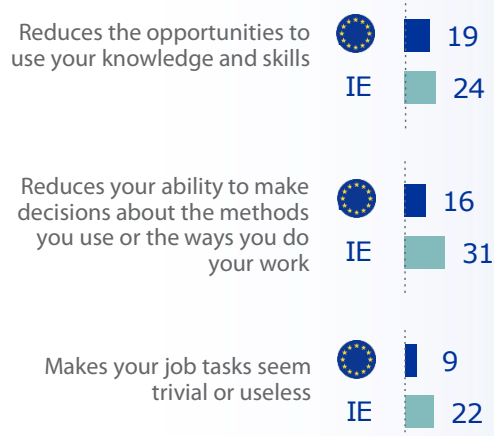 Reduces the opportunities to
use your knowledge and skills
19
IE
24
Reduces your ability to make
decisions about the methods
you use or the ways you do
your work
16
IE
31
Makes your job tasks seem
trivial or useless
9
IE
22